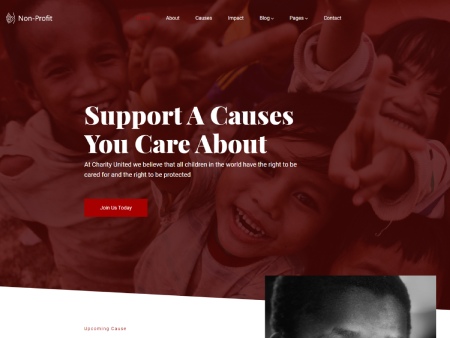 Non-Profit
About Causes Impact Blog Pages Contact
Support A Causes
You Care About
At Charity United we believe that all children in the world have the right to be
cared for and the right to be protected
Join Us Today
Upcoming Cause